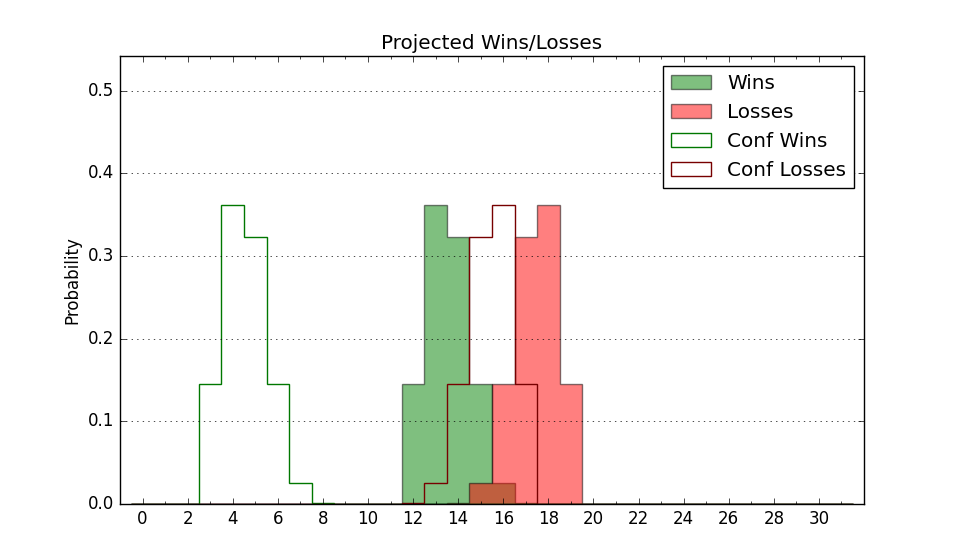 Projected Wins/Losses
Wins
Losses
Conf Wins
Conf Losses
Probability
0.5
0.4
0.3
0.2
0.1
0.0
0 2 4 6 8 10 12 14 16 18 20 22 24 26 28 30